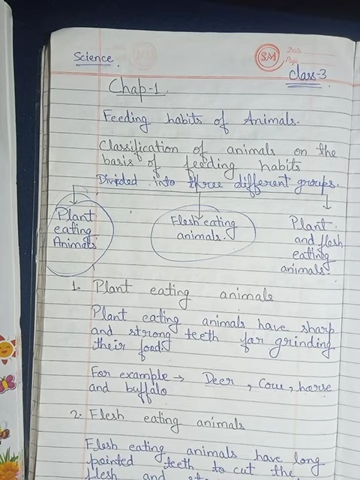 Science
3M
Date
Page
Class-3
Chap-1
Feeding habits of Animals.
Classification of animals on the
basis of feeding habits
Divided into three different groups.
Plant
eating
Animals
Flesh eating
animals.
Plant
and flesh
eating
animals.
1. Plant eating animals
Plant eating animals have sharp
and strong teeth for grinding
their food.
For example → Deer, Cow, horse
and buffalo
2. Flesh eating animals
Flesh eating animals have long
pointed teeth to cut the
flesh and